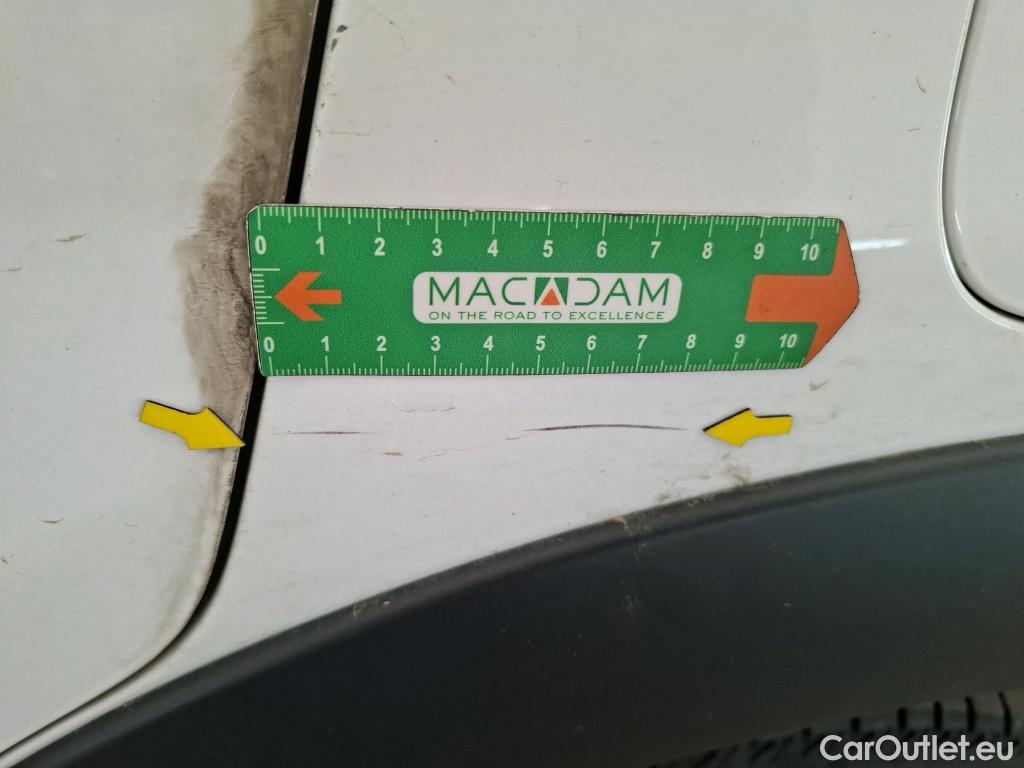 0 1 2 3 4 5 6 7 8 9 10
MACADAM
ON THE ROAD TO EXCELLENCE
0 1 2 3 4 5 6 7 8 9 10
CarOutlet.eu